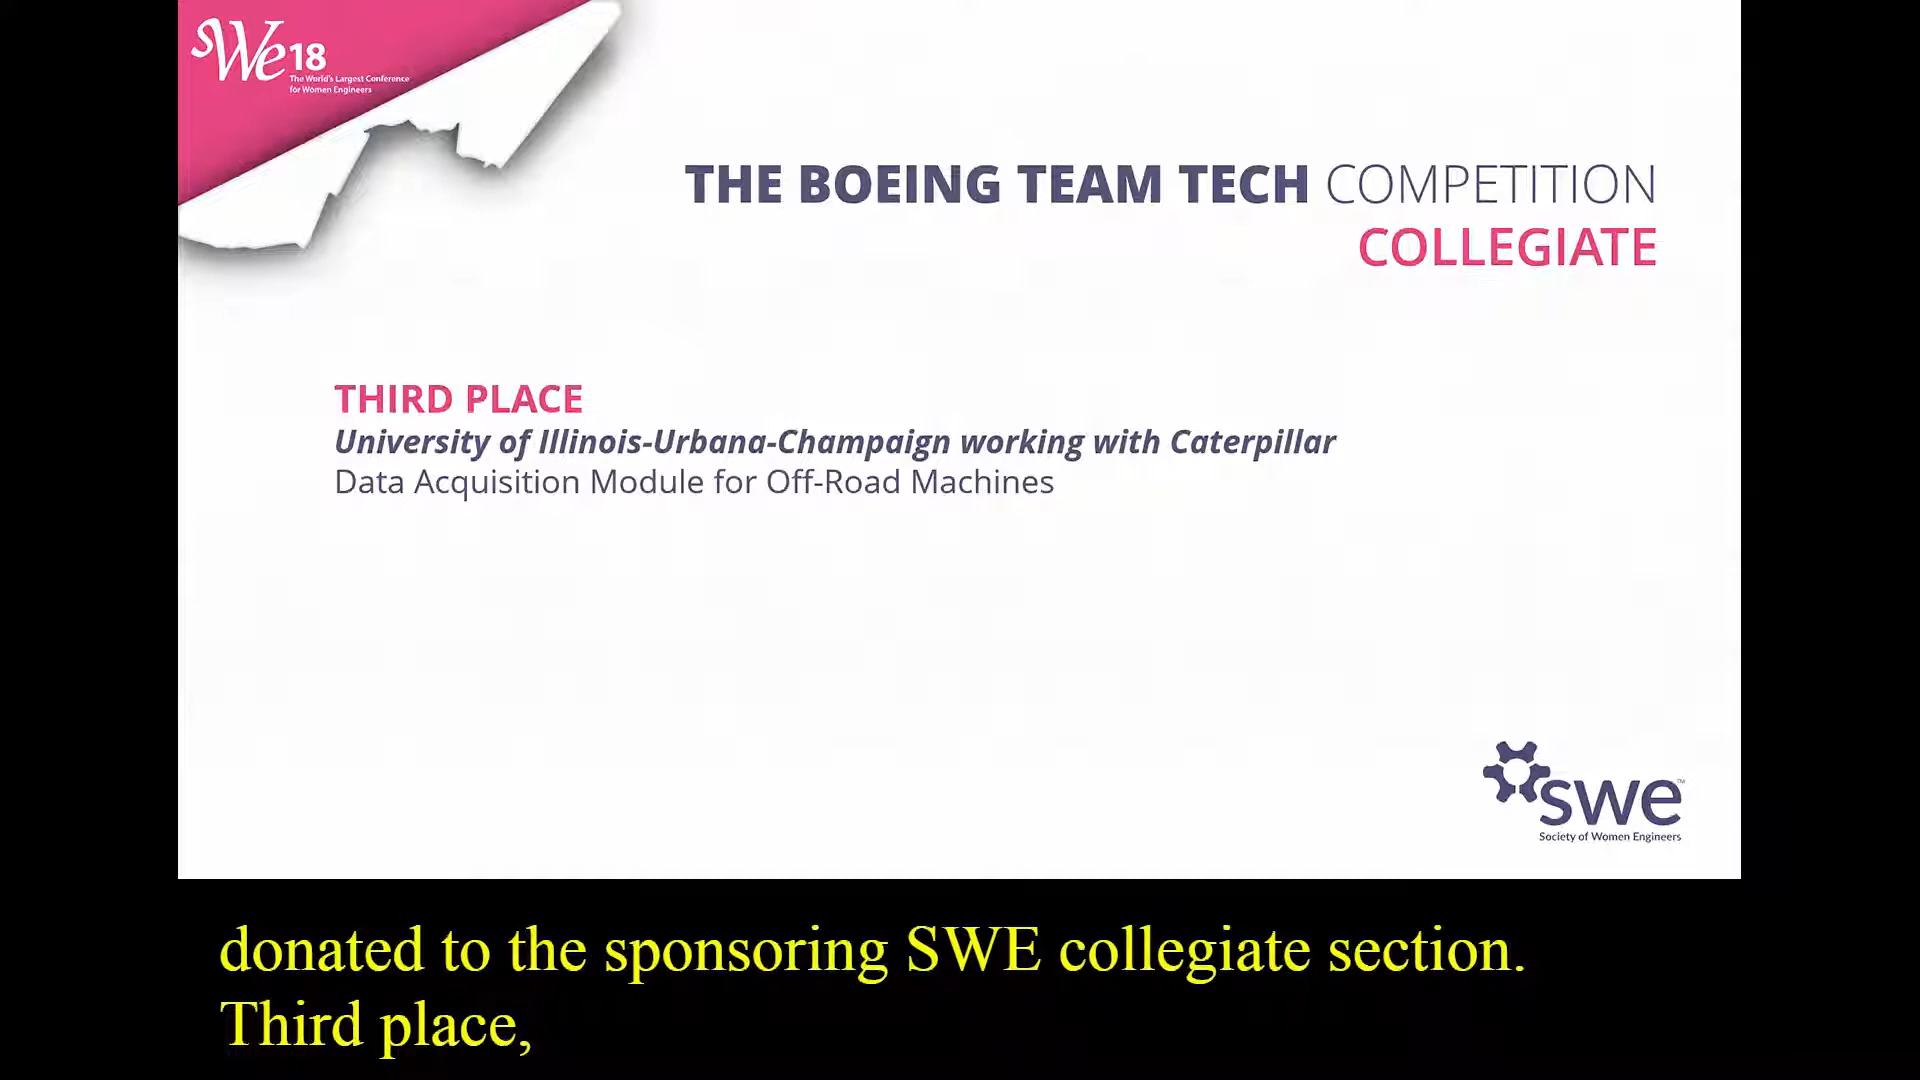 SWe18
The World's Largest Conference
for Women Engineers
THE BOEING TEAM TECH COMPETITION
COLLEGIATE
THIRD PLACE
University of Illinois-Urbana-Champaign working with Caterpillar
Data Acquisition Module for Off-Road Machines
swe™
Society of Women Engineers
donated to the sponsoring SWE collegiate section.
Third place,